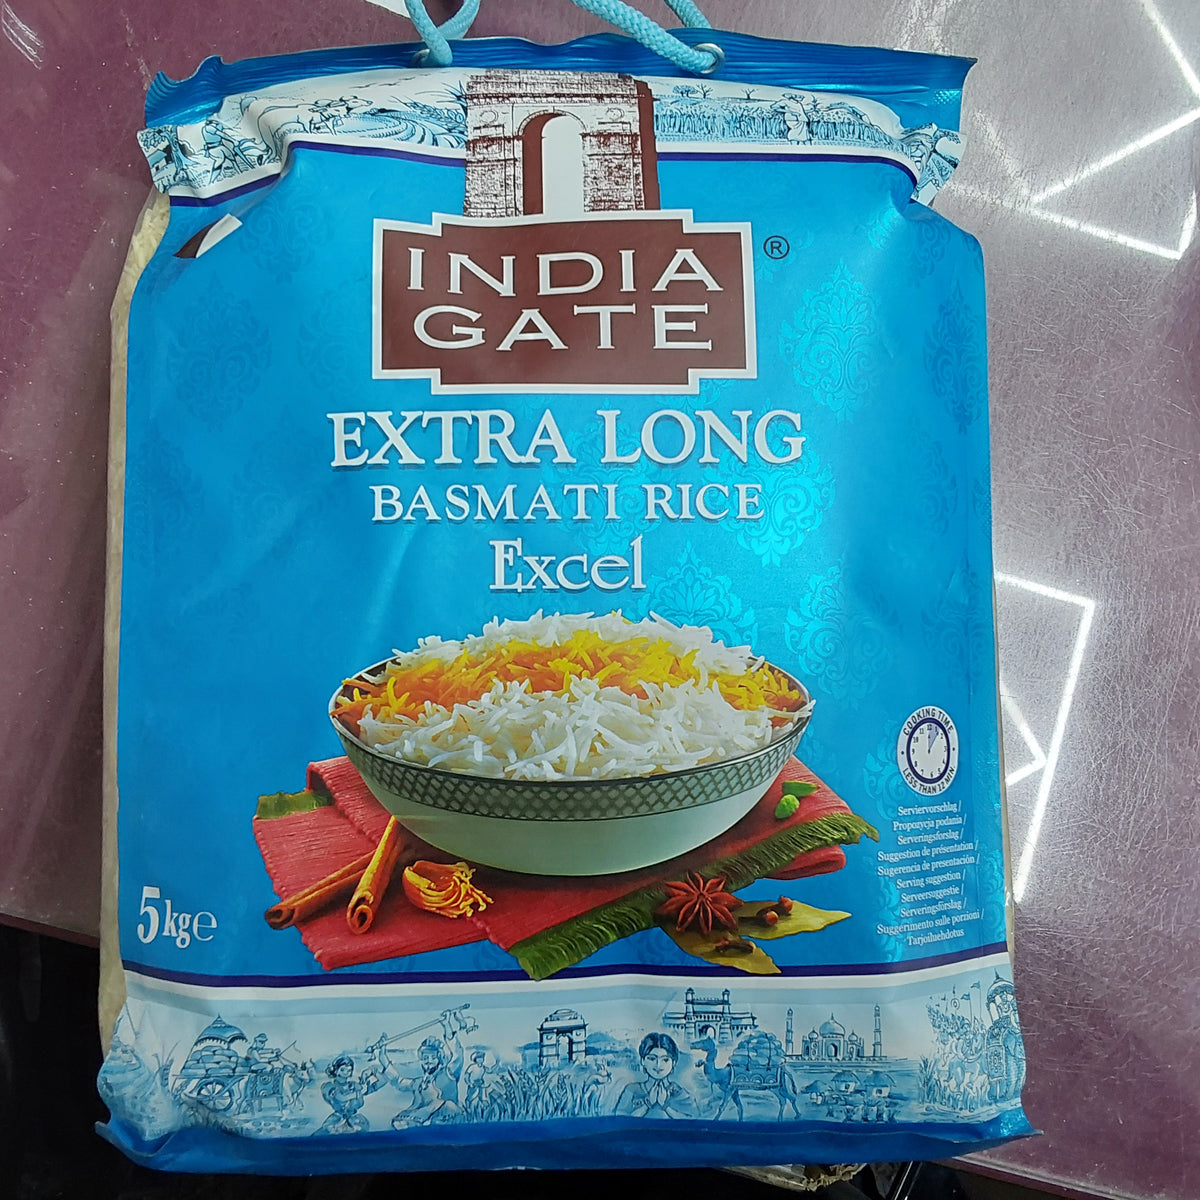 INDIA
GATE
®
EXTRA LONG
BASMATI RICE
Excel
COOKING TIME
LESS THAN 12 MIN.
Serviervorschlag /
Propozycja podania /
Serveringsforslag /
Suggestion de présentation /
Sugerencia de presentación /
Serving suggestion /
Serveersuggestie /
Serveringsförslag /
Suggerimento sulle porzioni /
Tarjoiluehdotus
5kg℮